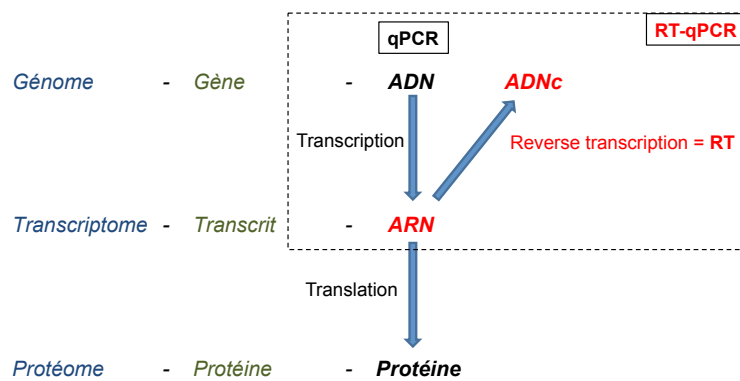 qPCR RT-qPCR
Génome - Gène - ADN ADNc
Transcription Reverse transcription = RT
Transcriptome - Transcrit - ARN
Translation
Protéome - Protéine - Protéine